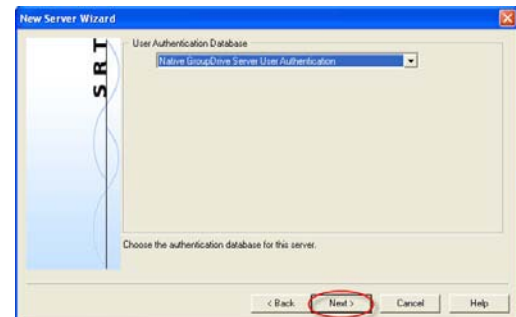 New Server Wizard
SRT
User Authentication Database
Native GroupDrive Server User Authentication
Choose the authentication database for this server.
< Back
Next >
Cancel
Help